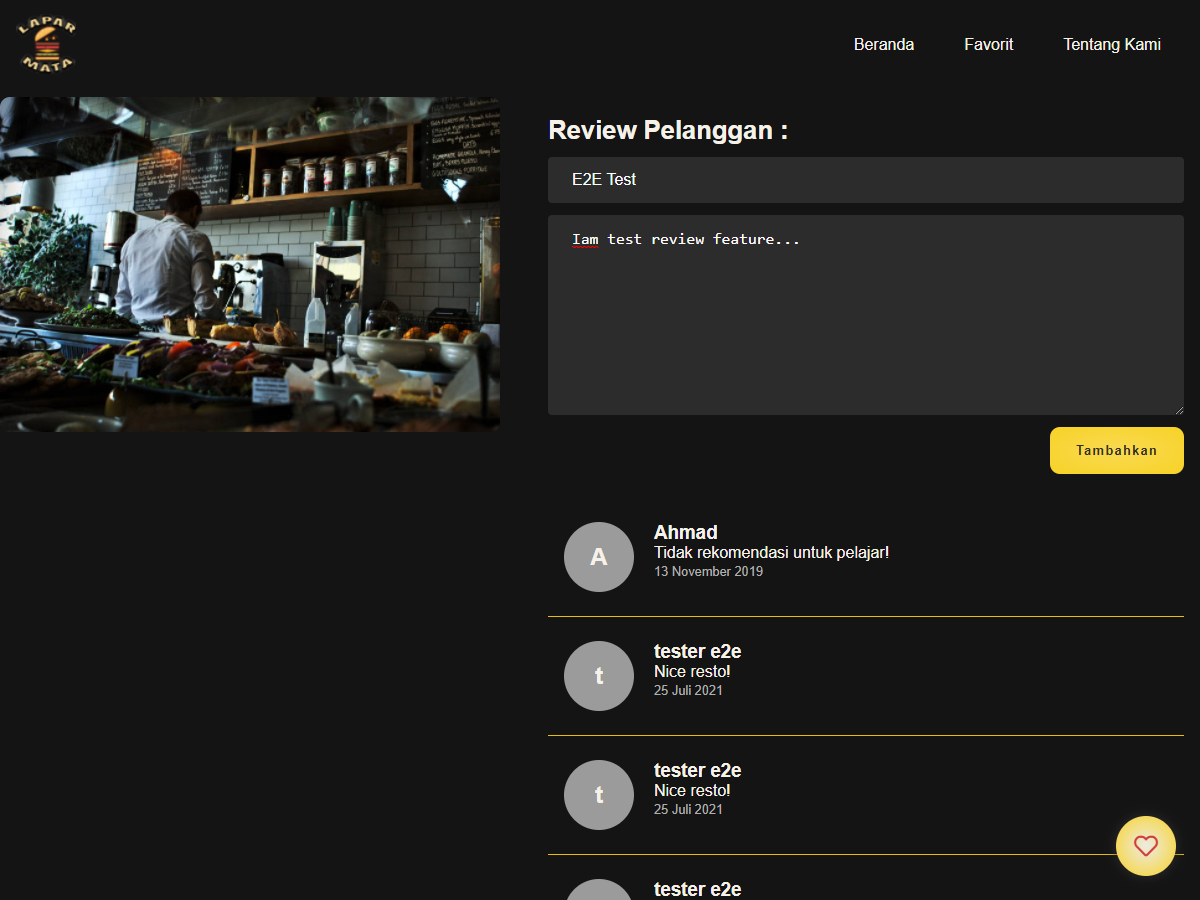 LAPAR
MATA
Beranda
Favorit
Tentang Kami
Review Pelanggan :
E2E Test
Iam test review feature...
Tambahkan
A
Ahmad
Tidak rekomendasi untuk pelajar!
13 November 2019
t
tester e2e
Nice resto!
25 Juli 2021
t
tester e2e
Nice resto!
25 Juli 2021
tester e2e